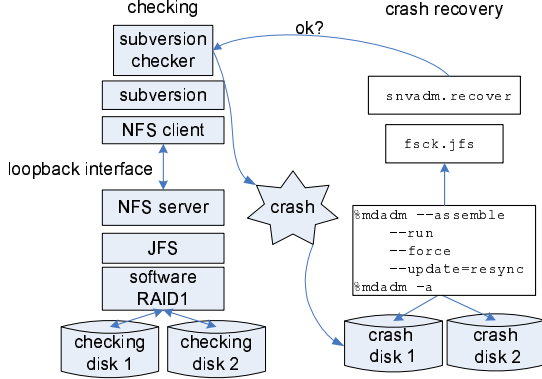 checking
crash recovery
ok?
subversion
checker
snvadm.recover
subversion
NFS client
fsck.jfs
loopback interface
NFS server
crash
%mdadm --assemble
--run
--force
--update=resync
%mdadm -a
JFS
software
RAID1
checking
disk 1
checking
disk 2
crash
disk 1
crash
disk 2